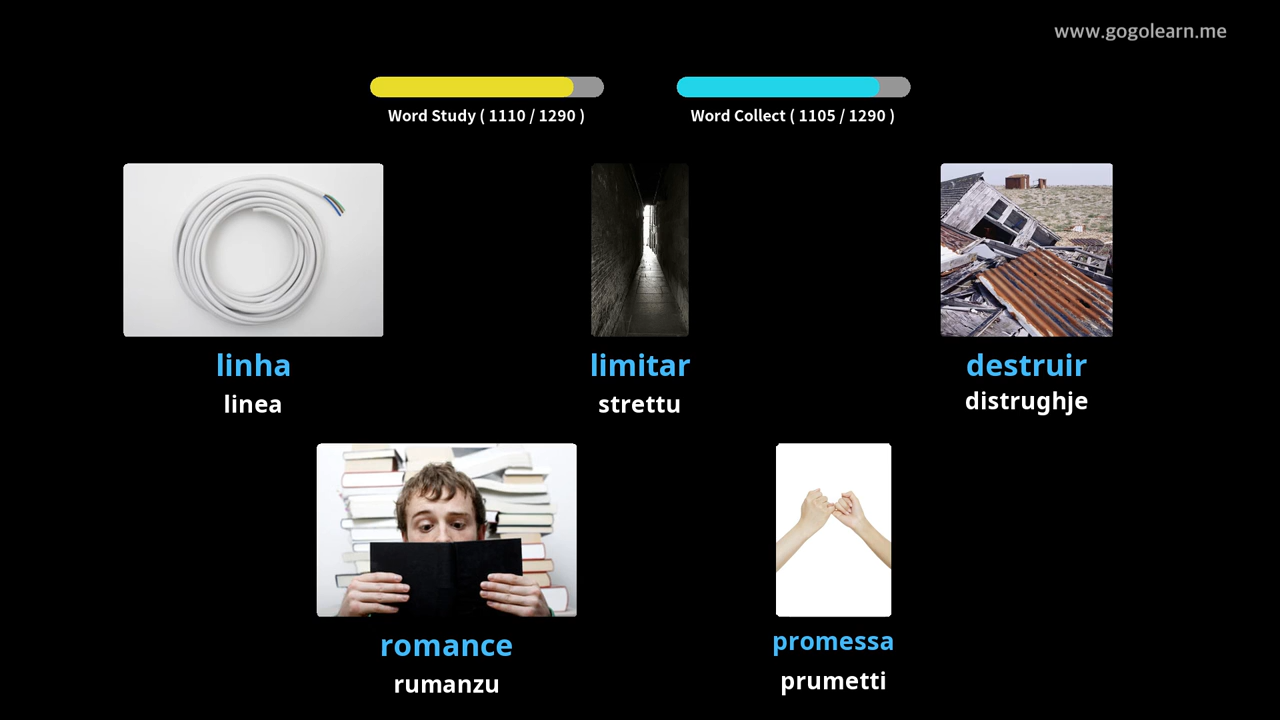 www.gogolearn.me
Word Study ( 1110 / 1290 )
Word Collect ( 1105 / 1290 )
linha
linea
limitar
strettu
destruir
distrughje
romance
rumanzu
promessa
prumetti